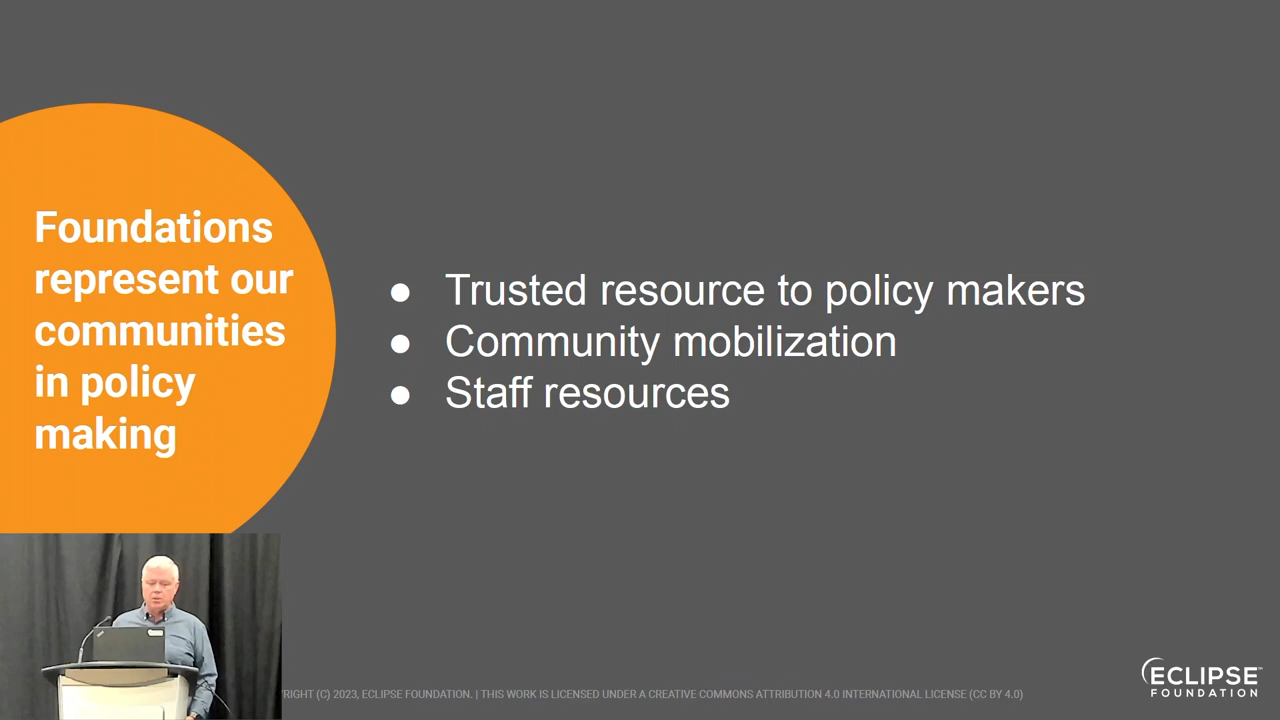 Foundations
represent our
communities
in policy
making
● Trusted resource to policy makers
● Community mobilization
● Staff resources
RIGHT (C) 2023, ECLIPSE FOUNDATION. | THIS WORK IS LICENSED UNDER A CREATIVE COMMONS ATTRIBUTION 4.0 INTERNATIONAL LICENSE (CC BY 4.0)
ECLIPSE™
FOUNDATION